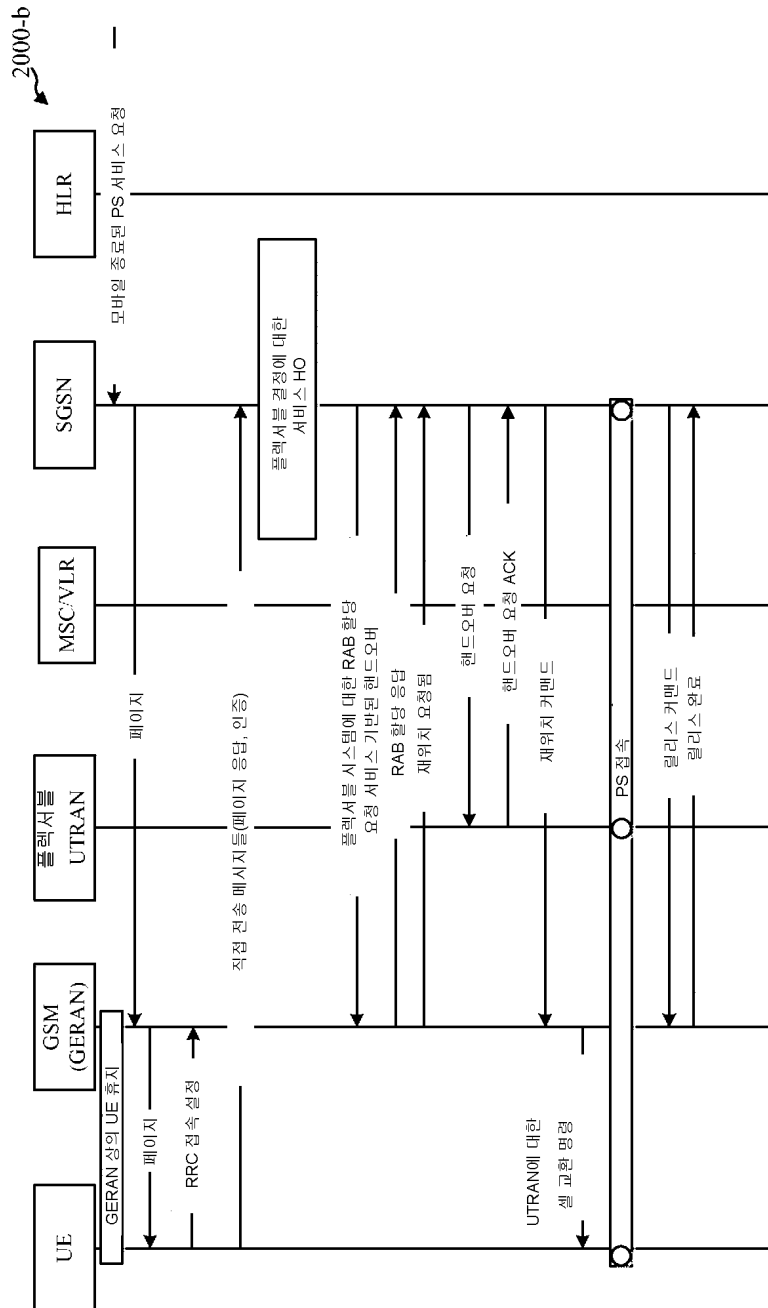 2000-b
UE
GSM
(GERAN)
플렉서블
UTRAN
MSC/VLR
SGSN
HLR
GERAN 상의 UE 휴지
모바일 종료된 PS 서비스 요청
페이지
페이지
RRC 접속 설정
직접 전송 메시지들(페이지 응답, 인증)
플렉서블 결정에 대한
서비스 HO
플렉서블 시스템에 대한 RAB 할당
요청 서비스 기반된 핸드오버
RAB 할당 응답
재위치 요청됨
핸드오버 요청
핸드오버 요청 ACK
재위치 커맨드
UTRAN에 대한
셀 교환 명령
PS 접속
릴리스 커맨드
릴리스 완료